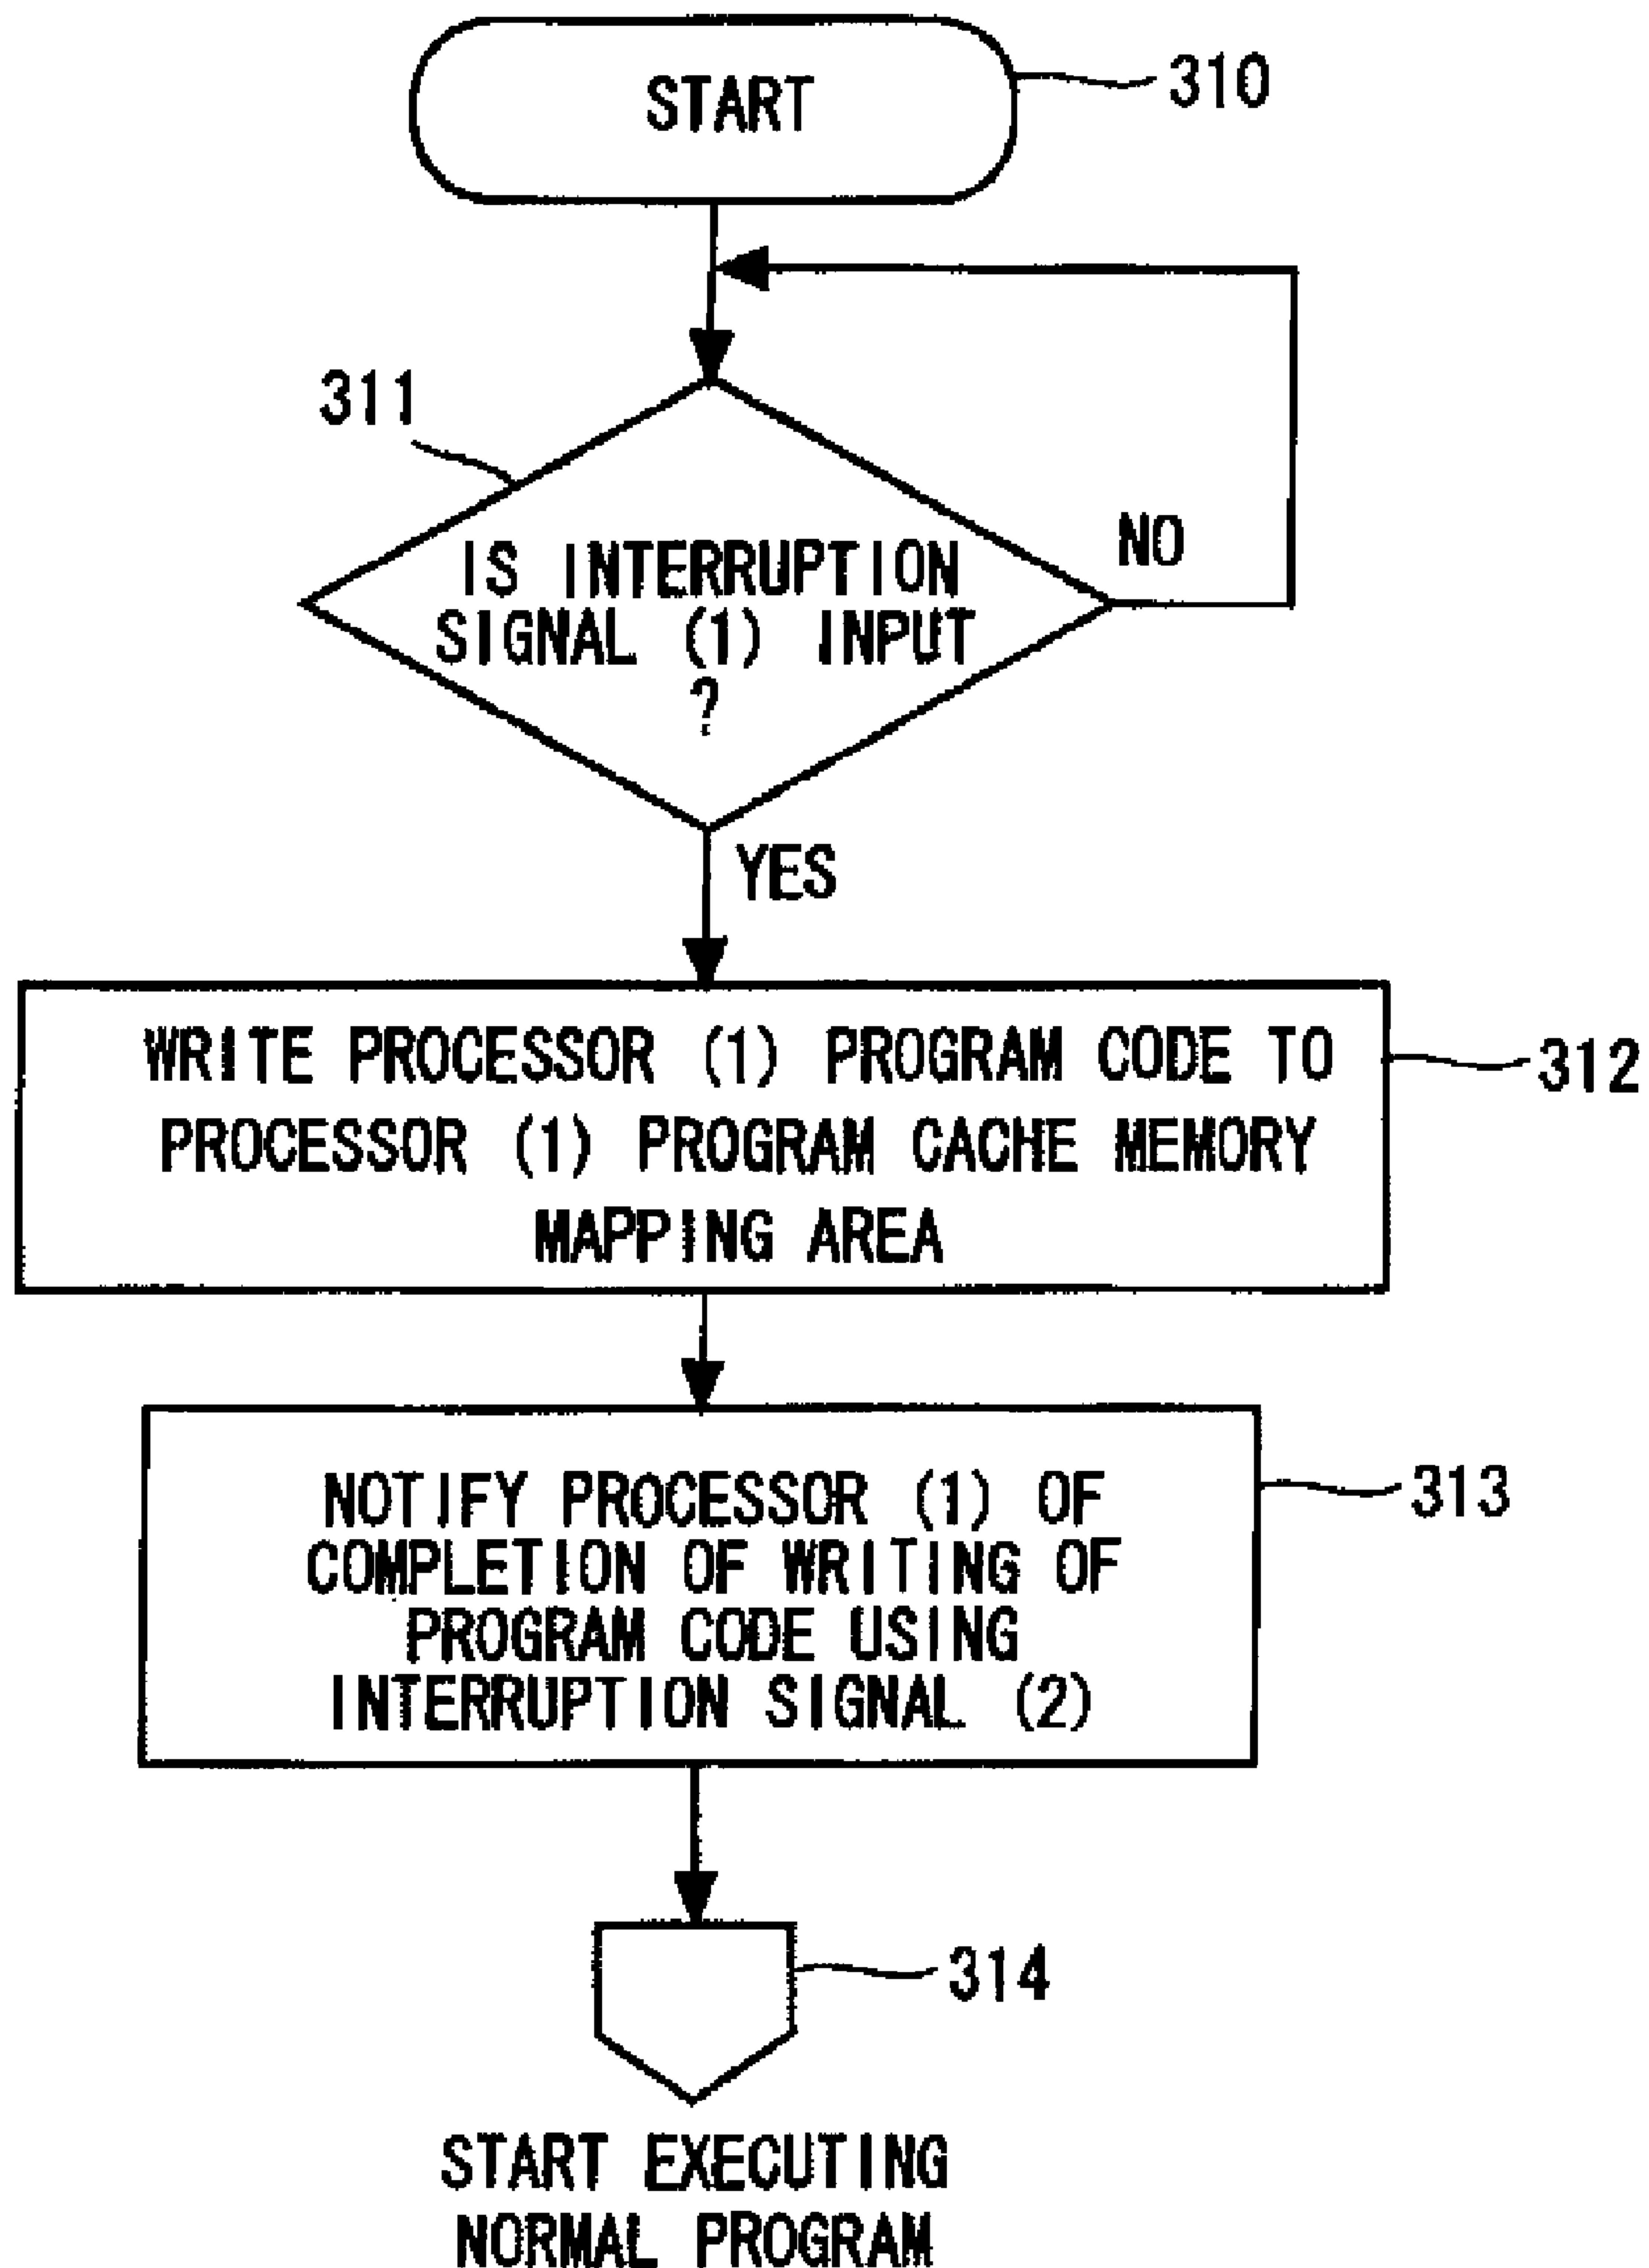 START
310
311
IS INTERRUPTION
SIGNAL (1) INPUT
?
NO
YES
WRITE PROCESSOR (1) PROGRAM CODE TO
PROCESSOR (1) PROGRAM CACHE MEMORY
MAPPING AREA
312
NOTIFY PROCESSOR (1) OF
COMPLETION OF WRITING OF
PROGRAM CODE USING
INTERRUPTION SIGNAL (2)
313
314
START EXECUTING
NORMAL PROGRAM